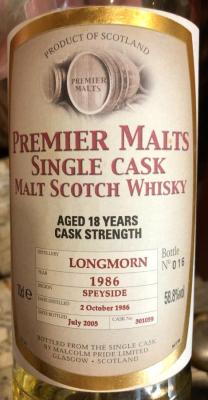 PRODUCT OF SCOTLAND
PREMIER
MALTS
PREMIER MALTS
SINGLE CASK
MALT SCOTCH WHISKY
AGED 18 YEARS
CASK STRENGTH
DISTILLERY
LONGMORN
Bottle
Nº 016
YEAR
1986
70cl e
REGION
SPEYSIDE
58.8%vol
DATE DISTILLED
2 October 1986
DATE BOTTLED
July 2005
CASK No
BOTTLED FROM THE SINGLE CASK
BY MALCOLM PRIDE LIMITED
GLASGOW · SCOTLAND